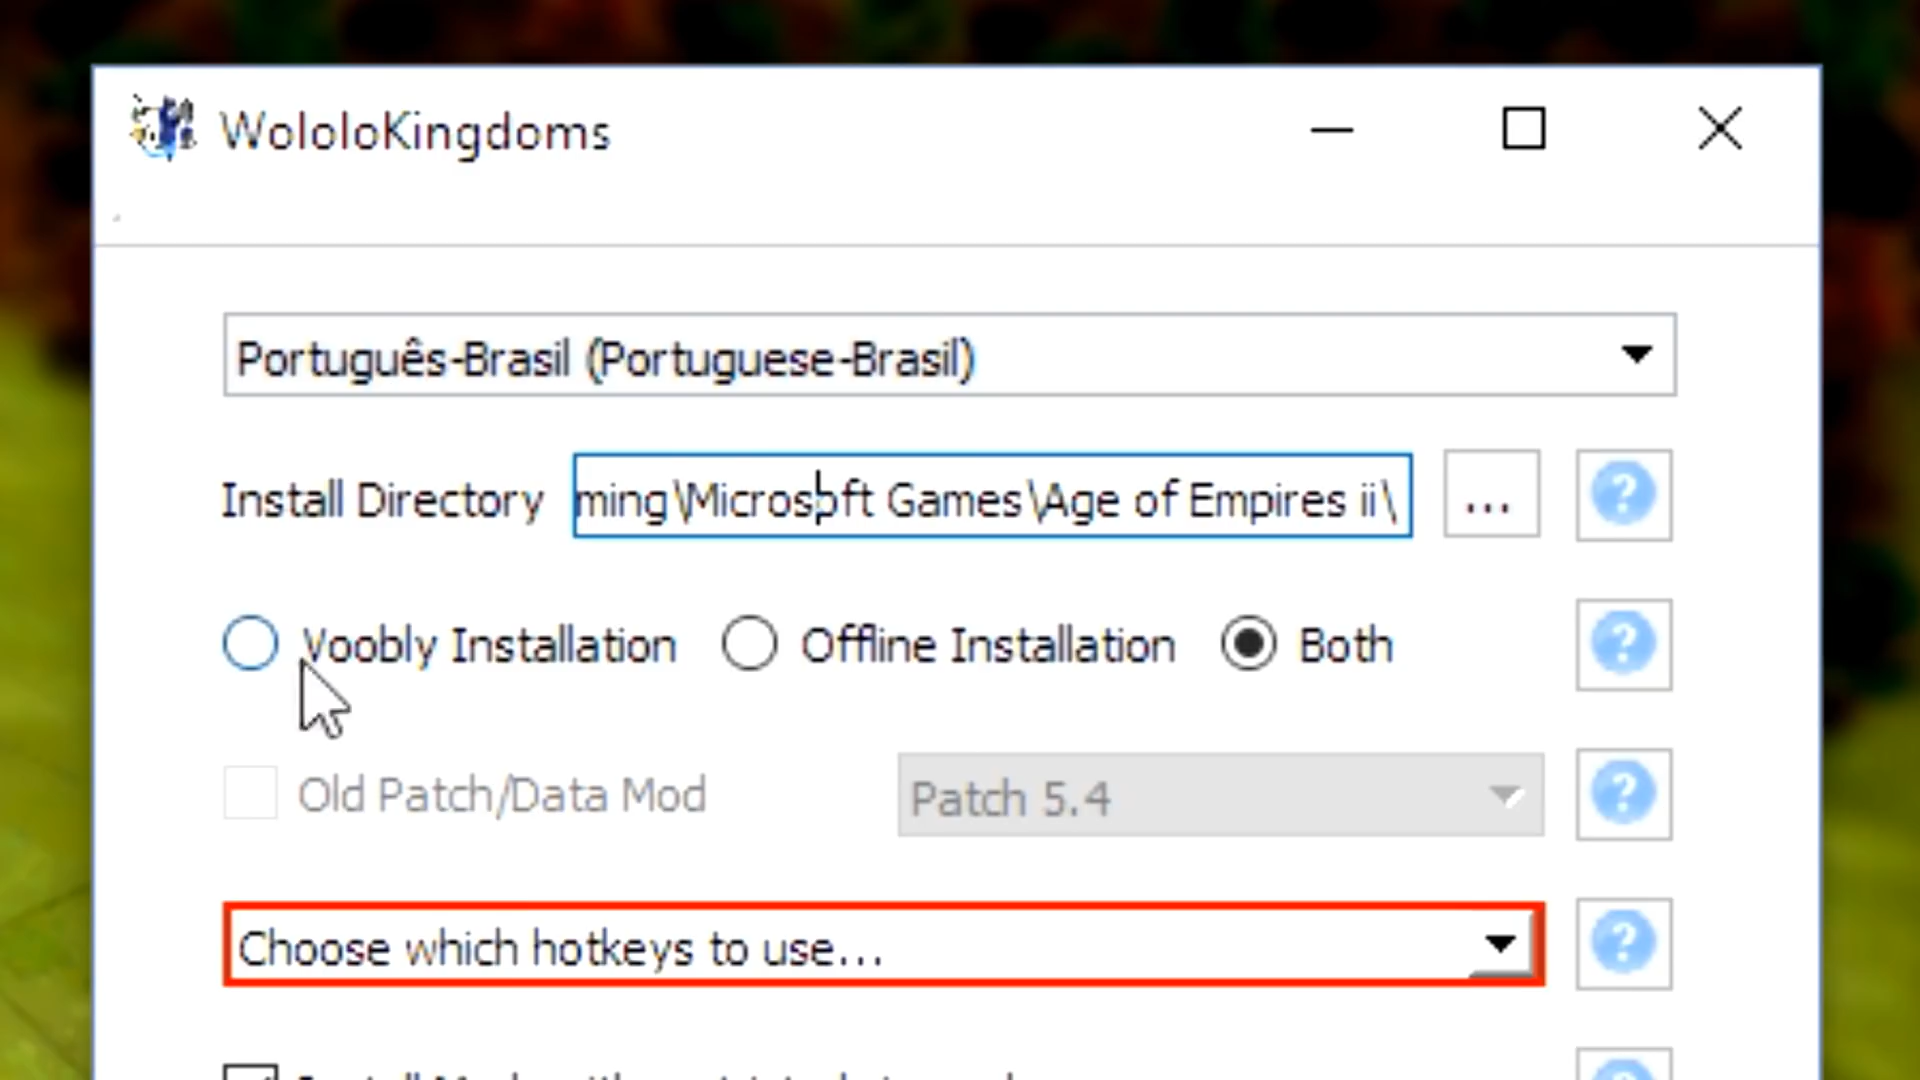 WololoKingdoms
Português-Brasil (Portuguese-Brasil)
Install Directory ming\Microsoft Games\Age of Empires ii\ ...
Voobly Installation Offline Installation Both
Old Patch/Data Mod Patch 5.4
Choose which hotkeys to use...